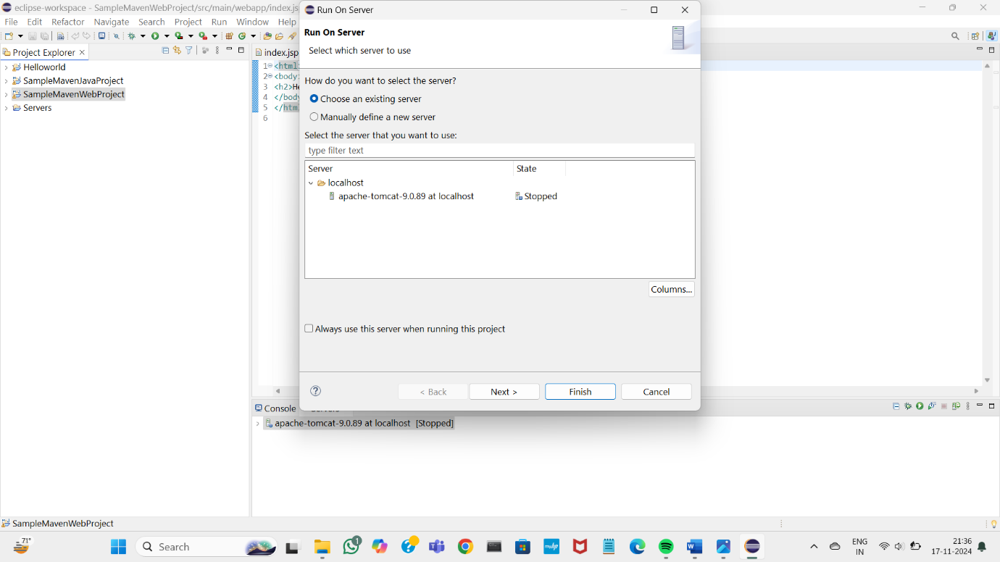 eclipse-workspace - SampleMavenWebProject/src/main/webapp/index.js
File Edit Refactor Navigate Search Project Run Window Help
Project Explorer
Helloworld
SampleMavenJavaProject
SampleMavenWebProject
Servers
index.jsp
1 <html
2 <body
3 <h2>He
4 </body
5 </htm
6
Run On Server
Run On Server
Select which server to use
How do you want to select the server?
Choose an existing server
Manually define a new server
Select the server that you want to use:
type filter text
Server State
localhost
apache-tomcat-9.0.89 at localhost Stopped
Columns...
Always use this server when running this project
< Back Next > Finish Cancel
Console
apache-tomcat-9.0.89 at localhost [Stopped]
SampleMavenWebProject
71°
Search
1
myhp
ENG
IN
21:36
17-11-2024